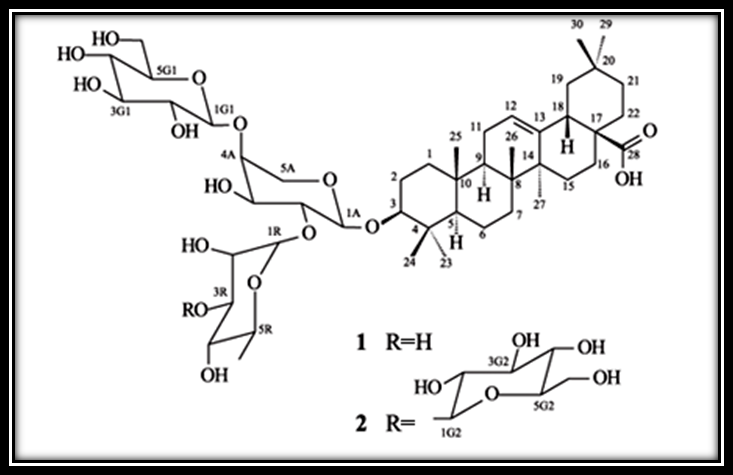 30 29
HO
HO 5G1 O 19 20 21
HO 1G1 12 18 17 22
3G1 OH O 11 13 O
4A 5A 25 26 14 H 16 28
HO O 1 9 8 15 OH
2 10 H 27
1A 3 5 7
O O 4 H 6
1R 24 23
HO
3R O
RO
5R
OH
1 R=H
OH
3G2 OH
HO OH
O 5G2
2 R=
1G2